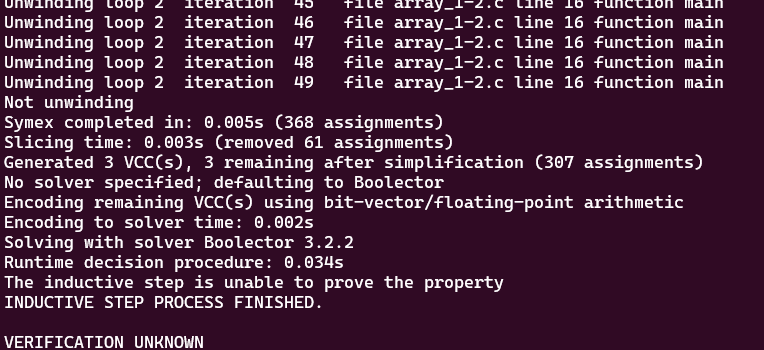 Unwinding loop 2  iteration  45   file array_1-2.c line 16 function main
Unwinding loop 2  iteration  46   file array_1-2.c line 16 function main
Unwinding loop 2  iteration  47   file array_1-2.c line 16 function main
Unwinding loop 2  iteration  48   file array_1-2.c line 16 function main
Unwinding loop 2  iteration  49   file array_1-2.c line 16 function main
Not unwinding
Symex completed in: 0.005s (368 assignments)
Slicing time: 0.003s (removed 61 assignments)
Generated 3 VCC(s), 3 remaining after simplification (307 assignments)
No solver specified; defaulting to Boolector
Encoding remaining VCC(s) using bit-vector/floating-point arithmetic
Encoding to solver time: 0.002s
Solving with solver Boolector 3.2.2
Runtime decision procedure: 0.034s
The inductive step is unable to prove the property
INDUCTIVE STEP PROCESS FINISHED.
VERIFICATION UNKNOWN